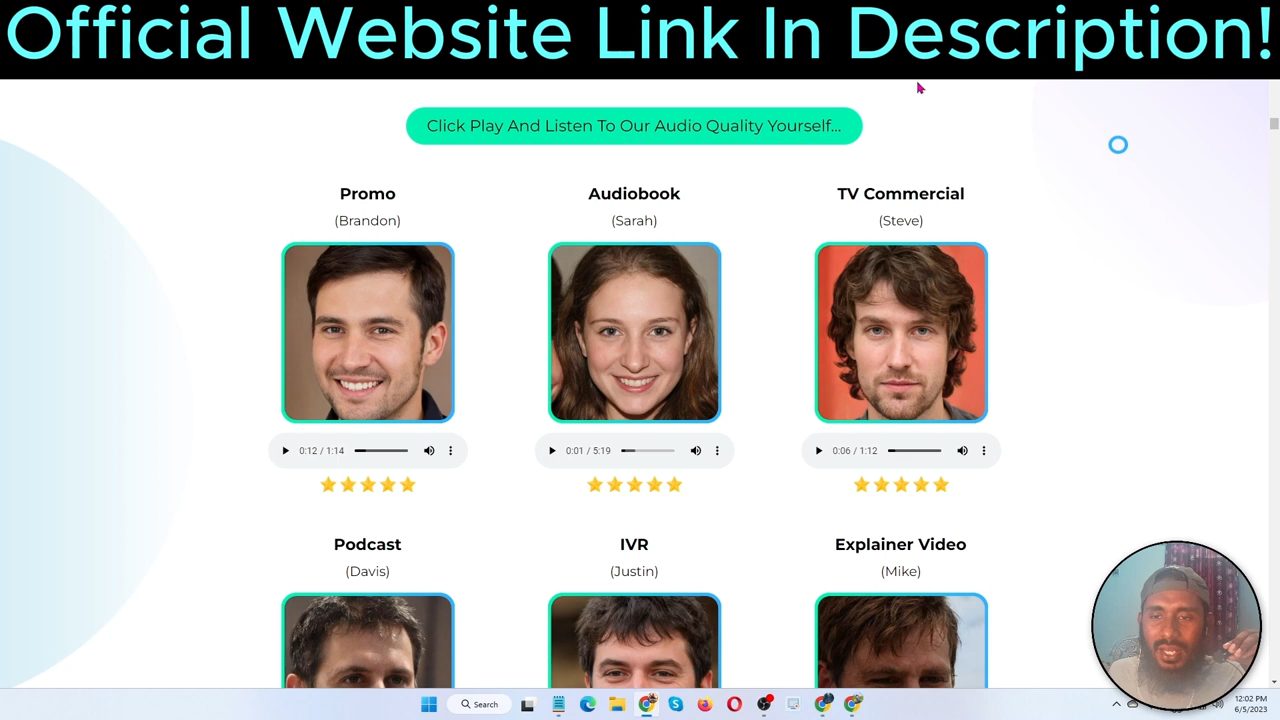 Official Website Link In Description!
Click Play And Listen To Our Audio Quality Yourself...
Promo
(Brandon)
Audiobook
(Sarah)
TV Commercial
(Steve)
0:12 / 1:14
0:01 / 5:19
0:06 / 1:12
Podcast
(Davis)
IVR
(Justin)
Explainer Video
(Mike)
Search
12:02 PM
6/5/2023